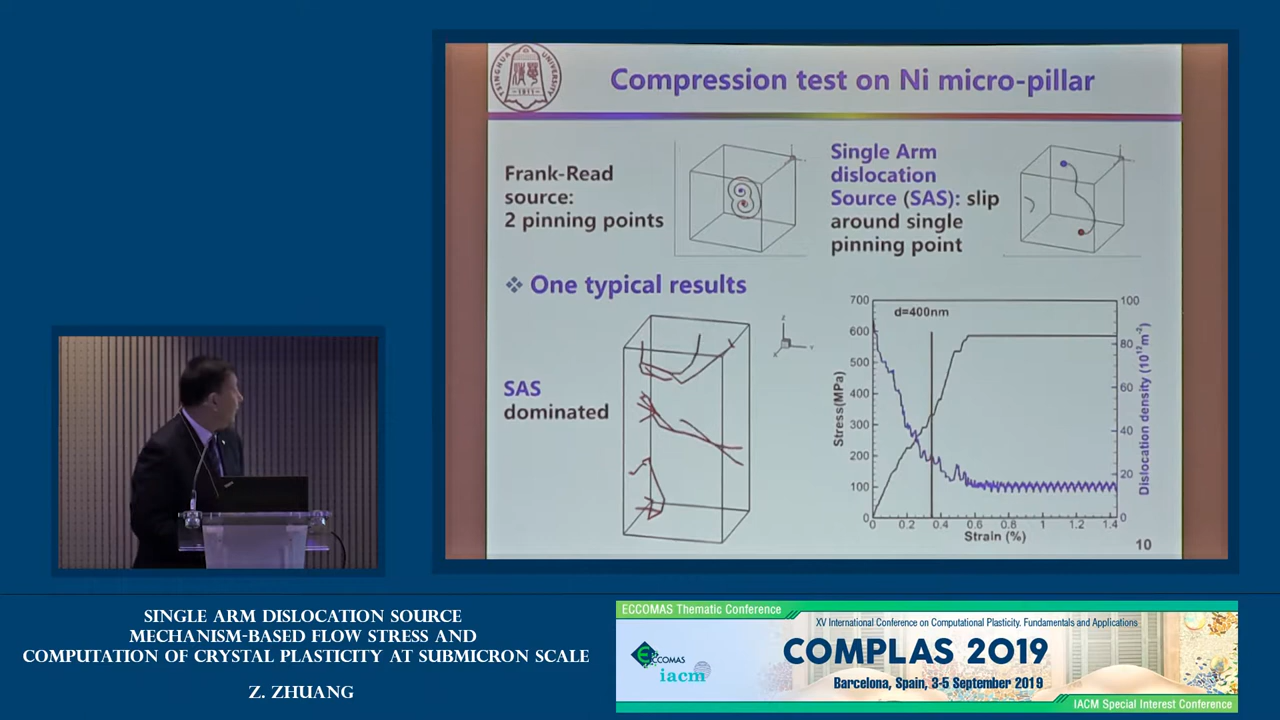 TSINGHUA UNIVERSITY
-1911-
Compression test on Ni micro-pillar
Frank-Read
source:
2 pinning points
Single Arm
dislocation
Source (SAS): slip
around single
pinning point
❖ One typical results
SAS
dominated
Z
Y
X
d=400nm
Stress(MPa)
700
600
500
400
300
200
100
0
100
80
60
40
20
0
Dislocation density (10¹²m⁻²)
0 0.2 0.4 0.6 0.8 1 1.2 1.4
Strain (%)
10
SINGLE ARM DISLOCATION SOURCE
MECHANISM-BASED FLOW STRESS AND
COMPUTATION OF CRYSTAL PLASTICITY AT SUBMICRON SCALE
Z. ZHUANG
ECCOMAS Thematic Conference
XV International Conference on Computational Plasticity. Fundamentals and Applications
ECCOMAS
iacm
COMPLAS 2019
Barcelona, Spain, 3-5 September 2019
IACM Special Interest Conference